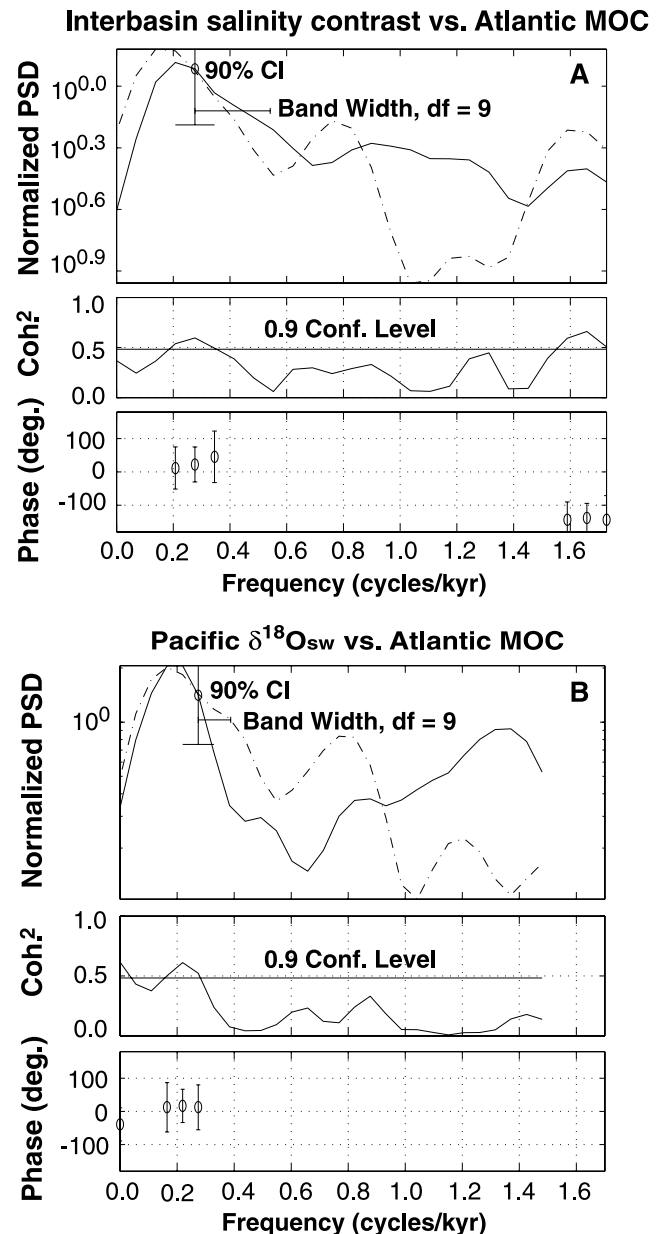 Interbasin salinity contrast vs. Atlantic MOC
A
90% CI
Band Width, df = 9
Normalized PSD
10^0.0
10^0.3
10^0.6
10^0.9
0.9 Conf. Level
Coh.²
1.0
0.5
0.0
Phase (deg.)
100
0
-100
0.0 0.2 0.4 0.6 0.8 1.0 1.2 1.4 1.6
Frequency (cycles/kyr)
Pacific δ¹⁸Osw vs. Atlantic MOC
B
90% CI
Band Width, df = 9
Normalized PSD
10⁰
0.9 Conf. Level
Coh.²
1.0
0.5
0.0
Phase (deg.)
100
0
-100
0.0 0.2 0.4 0.6 0.8 1.0 1.2 1.4 1.6
Frequency (cycles/kyr)